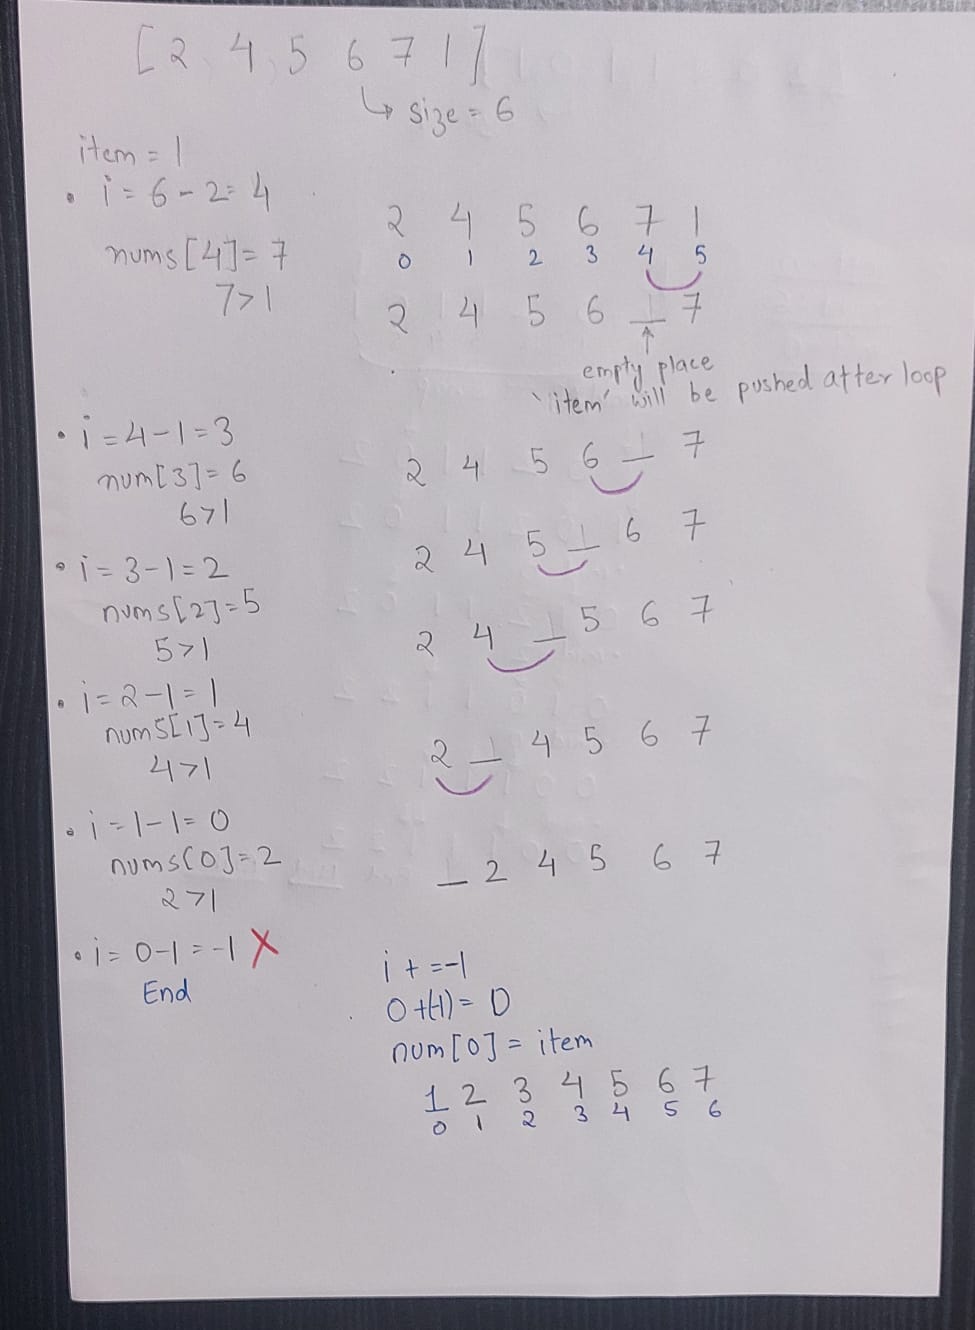 [2, 4, 5 6 7 1]
↳ size = 6
item = 1
• i = 6 - 2 = 4
nums[4] = 7
7>1
2 4 5 6 7 1
0 1 2 3 4 5
2 4 5 6 _ 7
↑
empty place
'item' will be pushed after loop
• i = 4-1 = 3
num[3] = 6
6>1
2 4 5 6 _ 7
• i = 3-1 = 2
nums[2] = 5
5>1
2 4 5 _ 6 7
2 4 _ 5 6 7
• i = 2-1 = 1
nums[1] = 4
4>1
2 _ 4 5 6 7
• i = 1-1 = 0
nums[0] = 2
2>1
_ 2 4 5 6 7
• i = 0-1 = -1 X
End
i + = -1
0 + (-1) = 0
num[0] = item
1 2 3 4 5 6 7
0 1 2 3 4 5 6